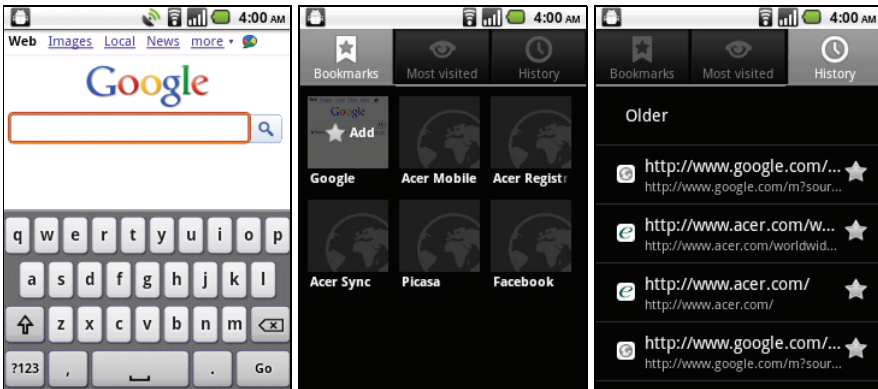 4:00 AM
Web Images Local News more
Google
q w e r t y u i o p
a s d f g h j k l
z x c v b n m
?123 , . Go
4:00 AM
Bookmarks Most visited History
Google
Add
Google Acer Mobile Acer Registr
Acer Sync Picasa Facebook
4:00 AM
Bookmarks Most visited History
Older
http://www.google.com/...
http://www.google.com/m?sour...
http://www.acer.com/w...
http://www.acer.com/worldwid...
http://www.acer.com/
http://www.acer.com/
http://www.google.com/...
http://www.google.com/m?sour...